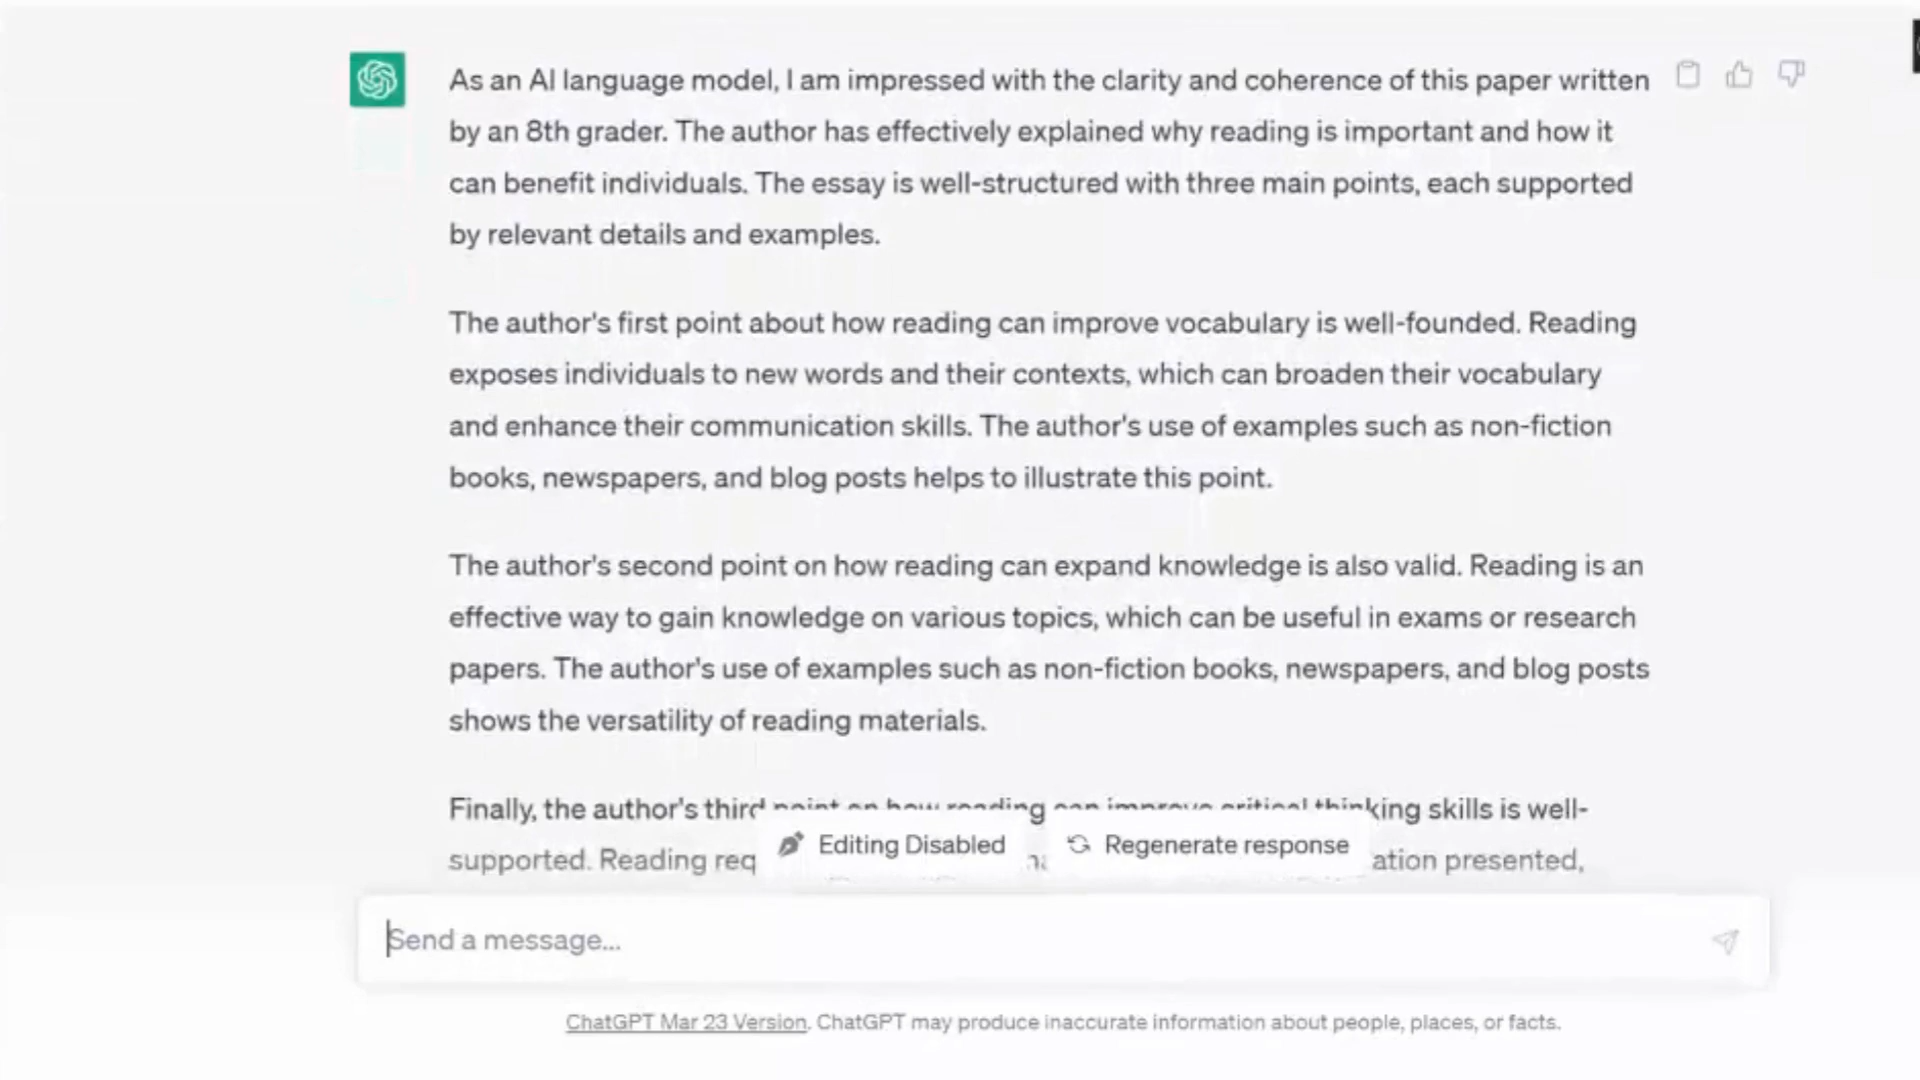 As an AI language model, I am impressed with the clarity and coherence of this paper written
by an 8th grader. The author has effectively explained why reading is important and how it
can benefit individuals. The essay is well-structured with three main points, each supported
by relevant details and examples.
The author's first point about how reading can improve vocabulary is well-founded. Reading
exposes individuals to new words and their contexts, which can broaden their vocabulary
and enhance their communication skills. The author's use of examples such as non-fiction
books, newspapers, and blog posts helps to illustrate this point.
The author's second point on how reading can expand knowledge is also valid. Reading is an
effective way to gain knowledge on various topics, which can be useful in exams or research
papers. The author's use of examples such as non-fiction books, newspapers, and blog posts
shows the versatility of reading materials.
Finally, the author's third point on how reading can improve critical thinking skills is well-
supported. Reading presented,
Editing Disabled
Regenerate response
Send a message...
ChatGPT Mar 23 Version. ChatGPT may produce inaccurate information about people, places, or facts.